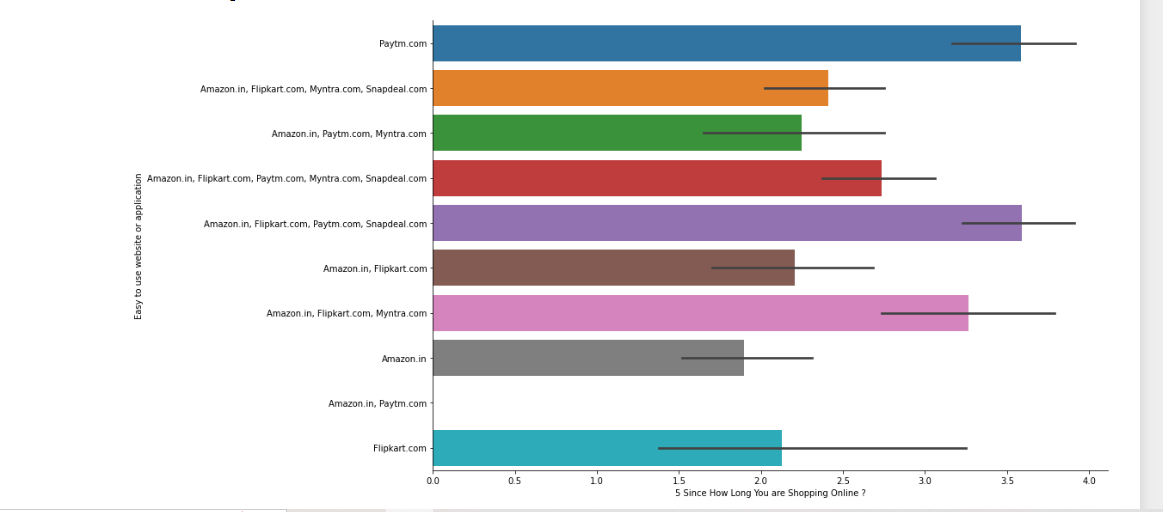 Paytm.com
Amazon.in, Flipkart.com, Myntra.com, Snapdeal.com
Amazon.in, Paytm.com, Myntra.com
Amazon.in, Flipkart.com, Paytm.com, Myntra.com, Snapdeal.com
Amazon.in, Flipkart.com, Paytm.com, Snapdeal.com
Amazon.in, Flipkart.com
Amazon.in, Flipkart.com, Myntra.com
Amazon.in
Amazon.in, Paytm.com
Flipkart.com
Easy to use website or application
0.0 0.5 1.0 1.5 2.0 2.5 3.0 3.5 4.0
5 Since How Long You are Shopping Online ?